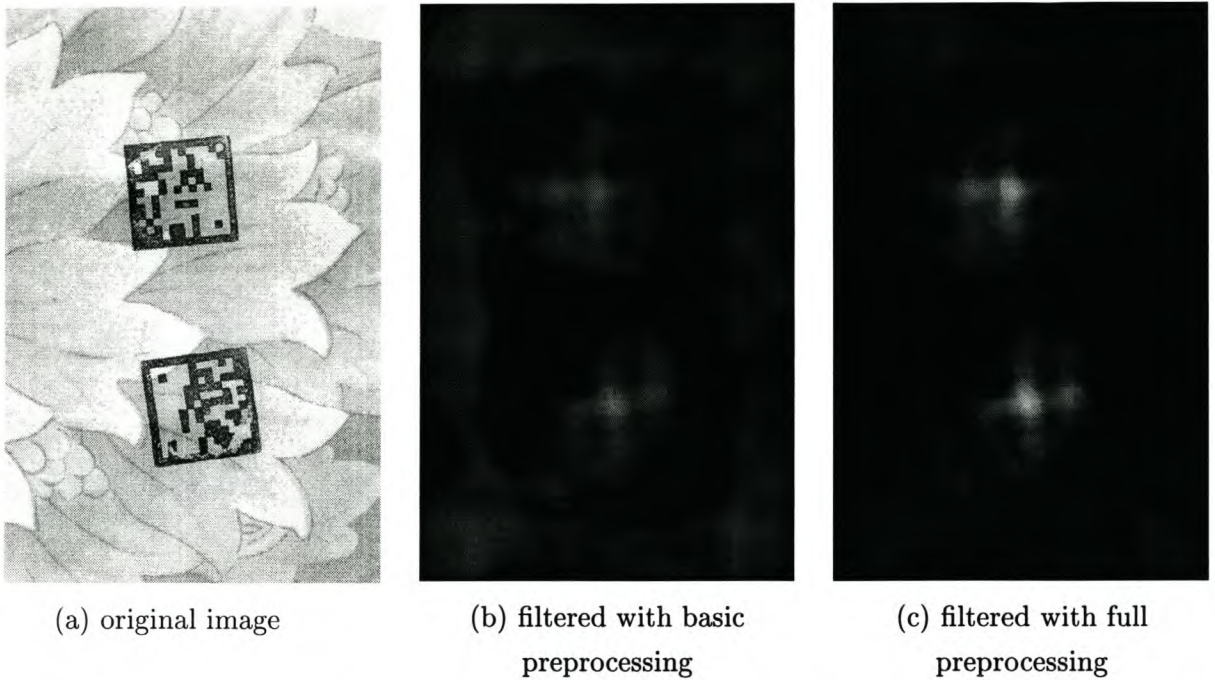 (a) original image
(b) filtered with basic
preprocessing
(c) filtered with full
preprocessing